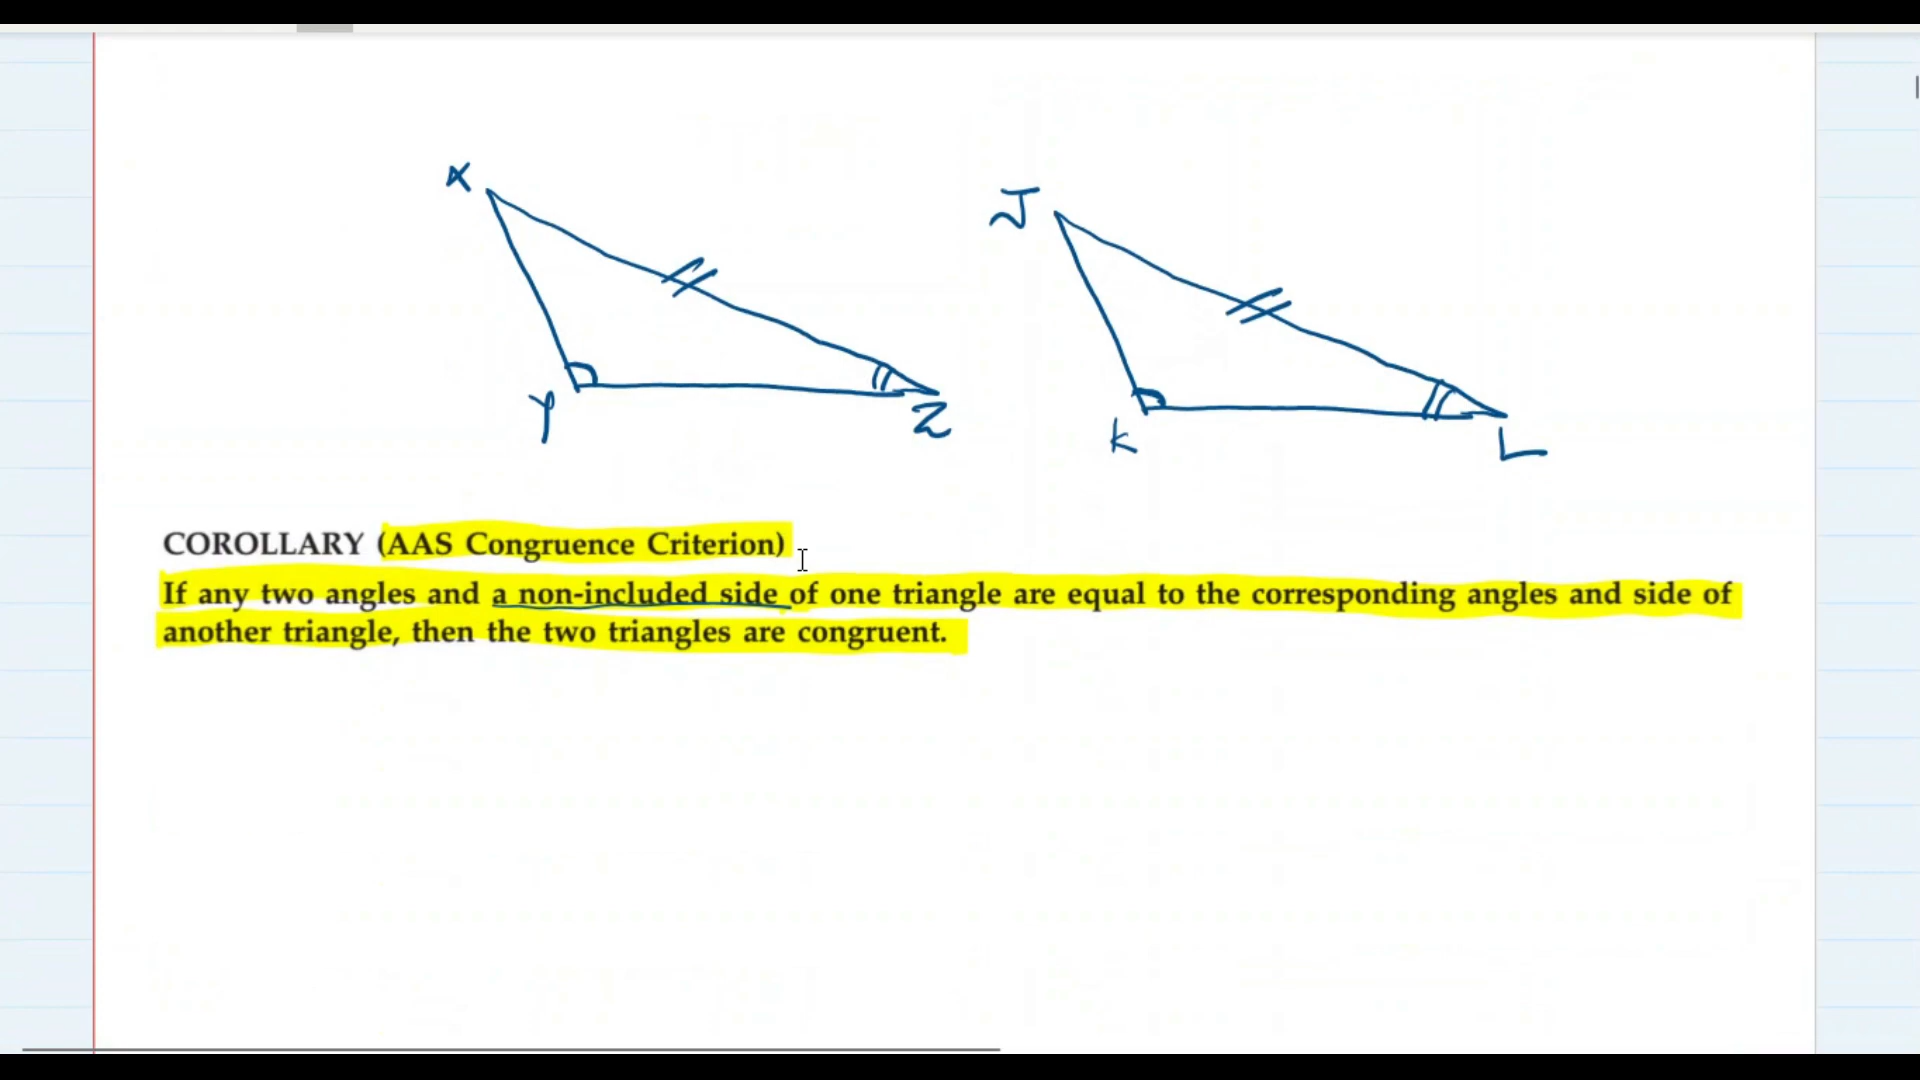 X
J
Y
Z
K
L
COROLLARY (AAS Congruence Criterion)
If any two angles and a non-included side of one triangle are equal to the corresponding angles and side of
another triangle, then the two triangles are congruent.